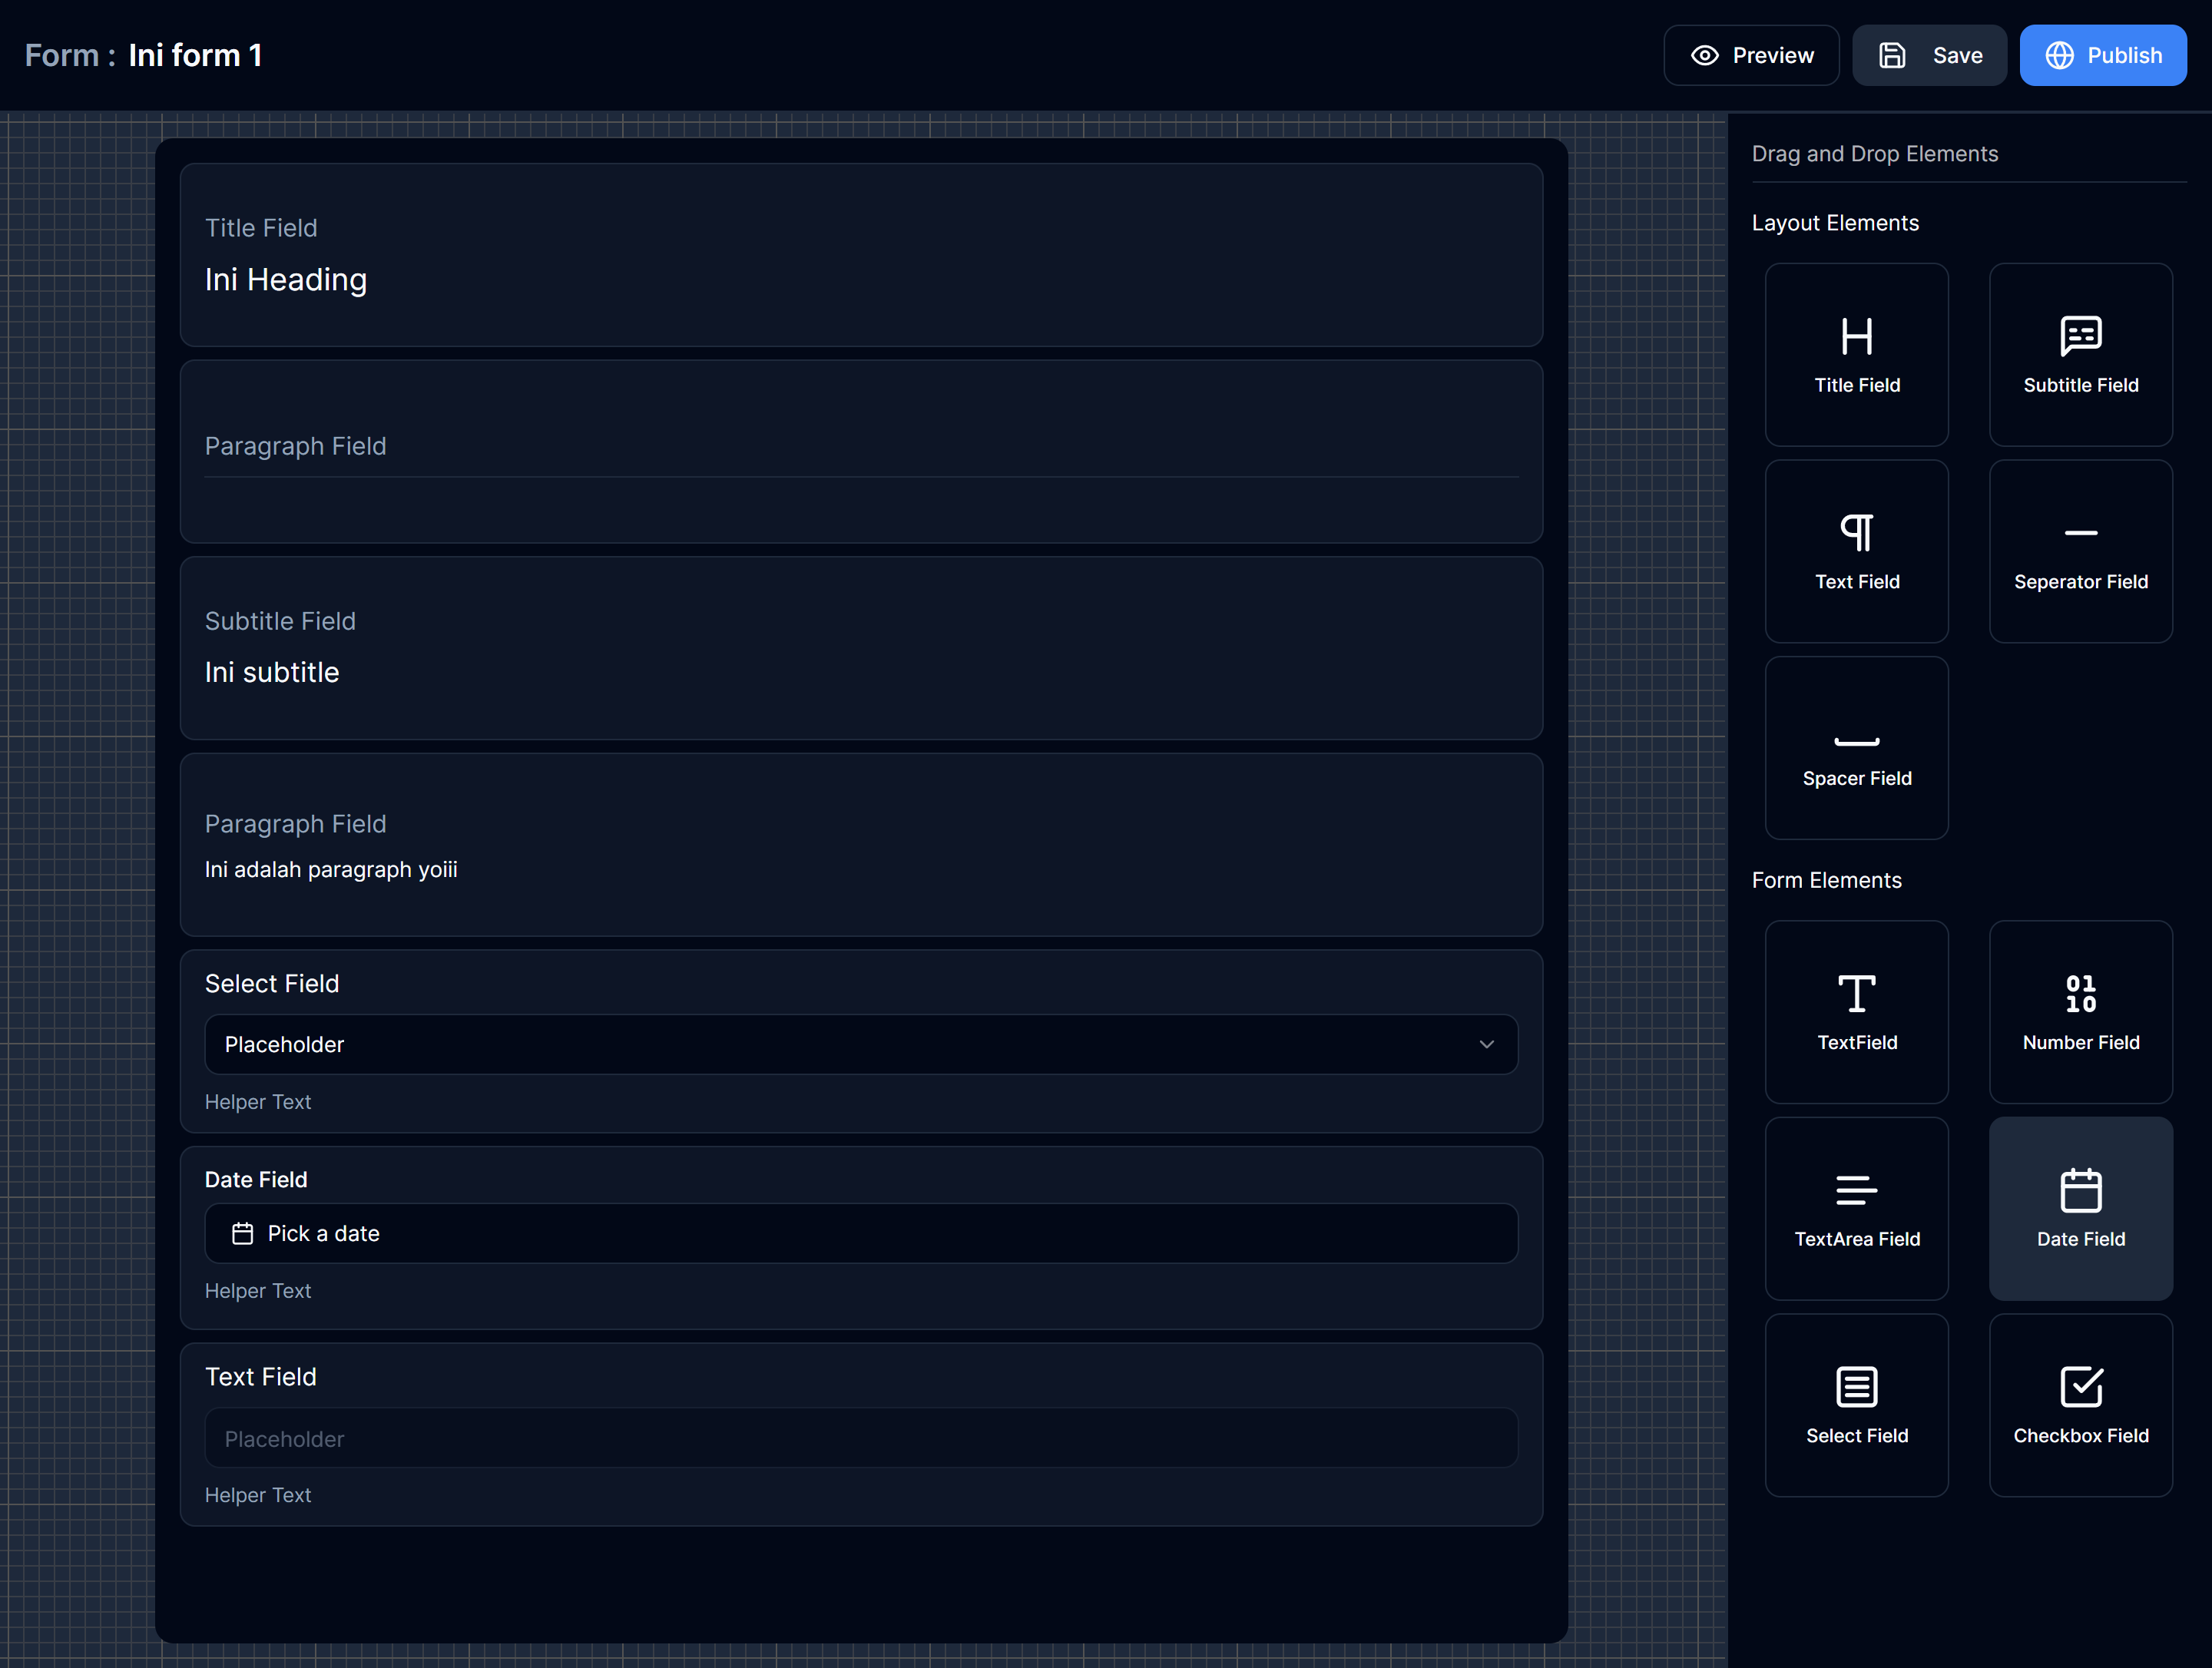 Form : Ini form 1
Preview
Save
Publish
Title Field
Ini Heading
Paragraph Field
Subtitle Field
Ini subtitle
Paragraph Field
Ini adalah paragraph yoiii
Select Field
Placeholder
Helper Text
Date Field
Pick a date
Helper Text
Text Field
Placeholder
Helper Text
Drag and Drop Elements
Layout Elements
Title Field
Subtitle Field
Text Field
Seperator Field
Spacer Field
Form Elements
TextField
Number Field
TextArea Field
Date Field
Select Field
Checkbox Field